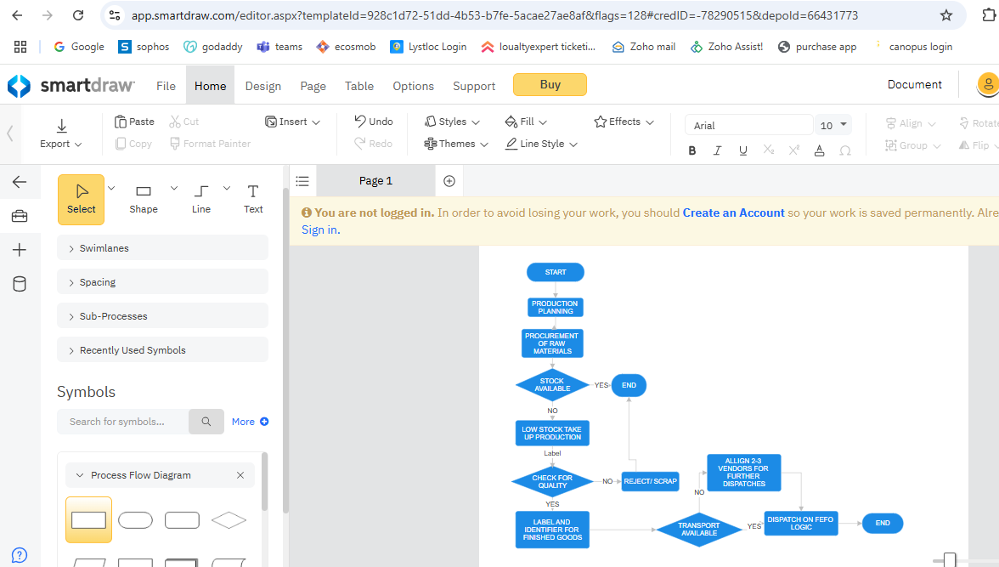 app.smartdraw.com/editor.aspx?templateId=928c1d72-51dd-4b53-b7fe-5acae27ae8af&flags=128#credID=-78290515&depoId=66431773
Google
sophos
godaddy
teams
ecosmob
Lystloc Login
loualtyexpert ticketi...
Zoho mail
Zoho Assist!
purchase app
canopus login
smartdraw
File
Home
Design
Page
Table
Options
Support
Buy
Document
Export
Paste
Cut
Copy
Format Painter
Insert
Undo
Redo
Styles
Themes
Fill
Line Style
Effects
Arial
10
B I U X₂ X² A Ω
Align
Group
Rotate
Flip
Select
Shape
Line
Text
Page 1
You are not logged in. In order to avoid losing your work, you should Create an Account so your work is saved permanently. Alre
Sign in.
Swimlanes
Spacing
Sub-Processes
Recently Used Symbols
Symbols
Search for symbols...
More
Process Flow Diagram
START
PRODUCTION
PLANNING
PROCUREMENT
OF RAW
MATERIALS
STOCK
AVAILABLE
YES
END
NO
LOW STOCK TAKE
UP PRODUCTION
Label
CHECK FOR
QUALITY
NO
REJECT/ SCRAP
YES
LABEL AND
IDENTIFIER FOR
FINISHED GOODS
TRANSPORT
AVAILABLE
NO
ALLIGN 2-3
VENDORS FOR
FURTHER
DISPATCHES
YES
DISPATCH ON FEFO
LOGIC
END